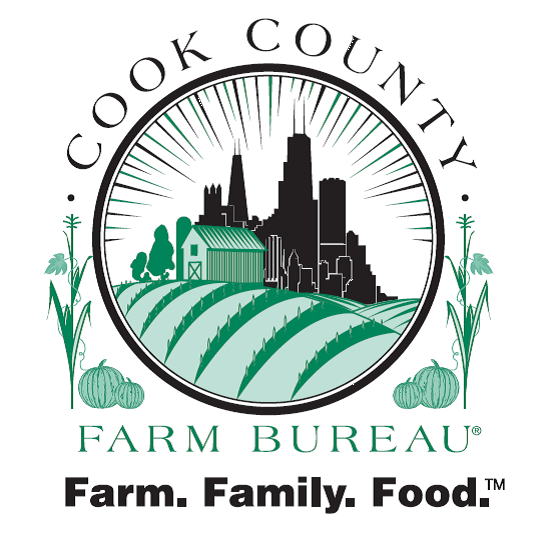 · COOK COUNTY ·
FARM BUREAU®
Farm. Family. Food.™